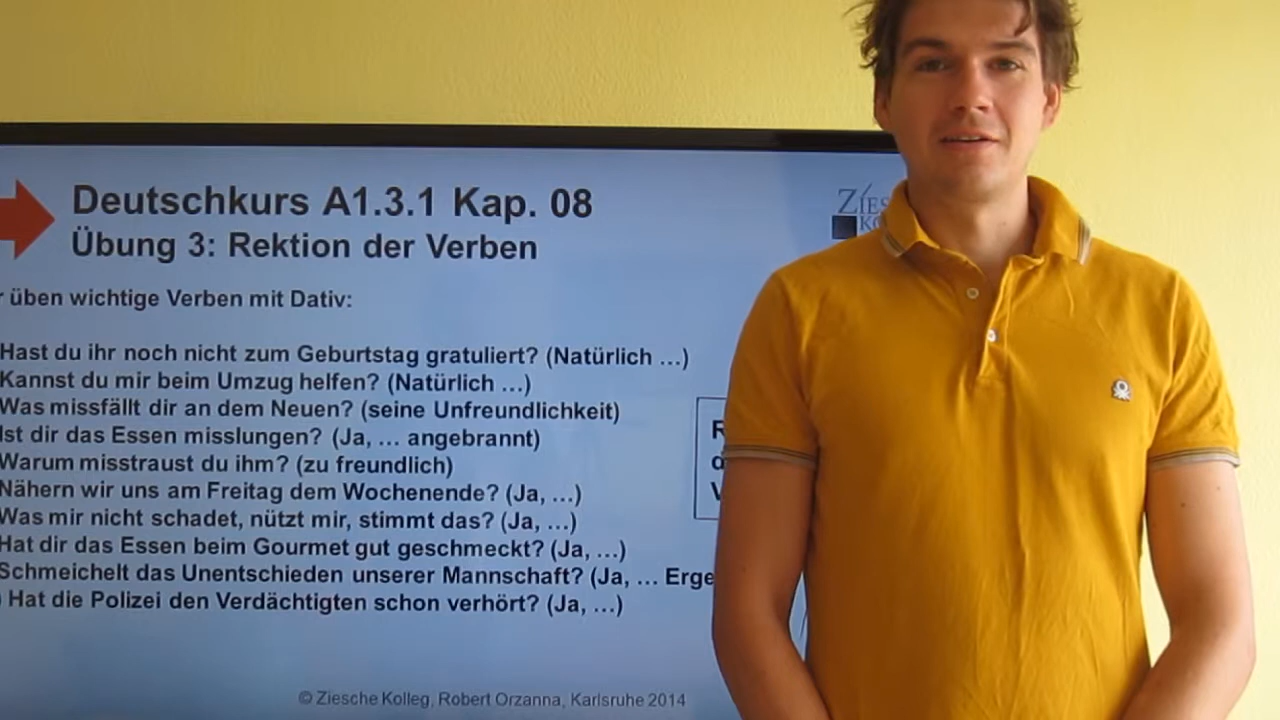 Deutschkurs A1.3.1 Kap. 08
Übung 3: Rektion der Verben
üben wichtige Verben mit Dativ:
Hast du ihr noch nicht zum Geburtstag gratuliert? (Natürlich ...)
Kannst du mir beim Umzug helfen? (Natürlich ...)
Was missfällt dir an dem Neuen? (seine Unfreundlichkeit)
Ist dir das Essen misslungen? (Ja, ... angebrannt)
Warum misstraust du ihm? (zu freundlich)
Nähern wir uns am Freitag dem Wochenende? (Ja, ...)
Was mir nicht schadet, nützt mir, stimmt das? (Ja, ...)
Hat dir das Essen beim Gourmet gut geschmeckt? (Ja, ...)
Schmeichelt das Unentschieden unserer Mannschaft? (Ja, ...
) Hat die Polizei den Verdächtigten schon verhört? (Ja, ...)
© Ziesche Kolleg, Robert Orzanna, Karlsruhe 2014